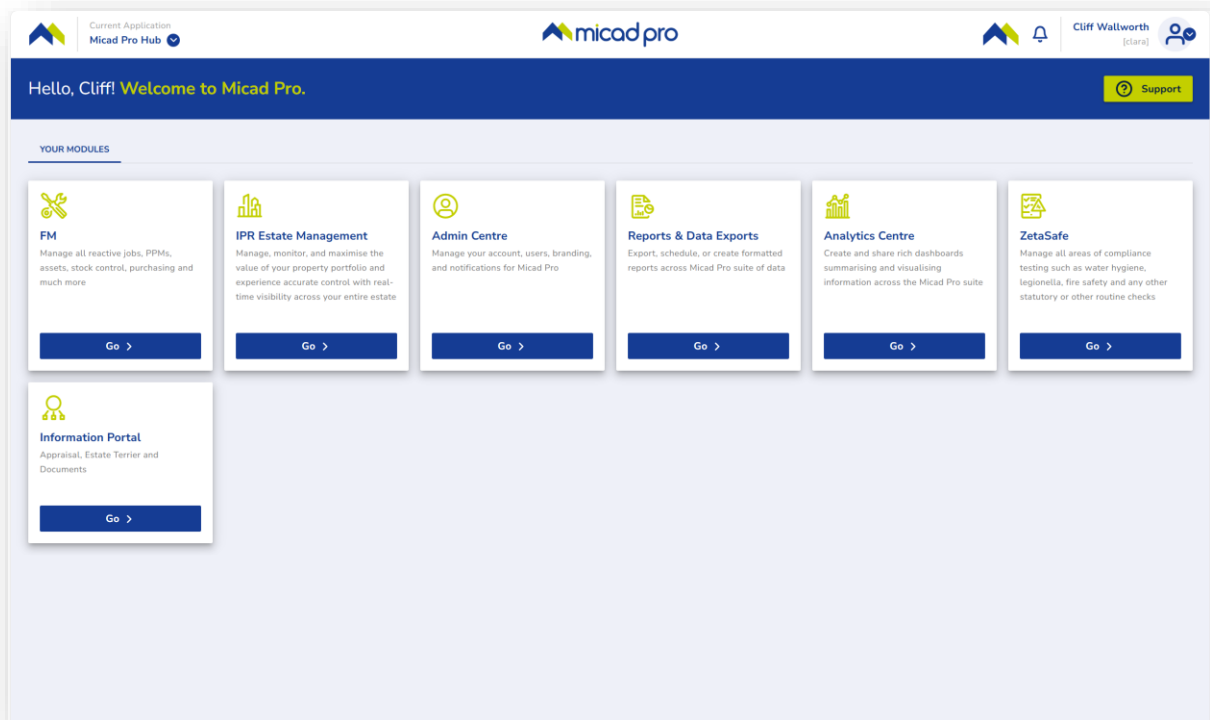 Current Application
Micad Pro Hub
micad pro
Cliff Wallworth
[clara]
Hello, Cliff! Welcome to Micad Pro.
Support
YOUR MODULES
FM
Manage all reactive jobs, PPMs,
assets, stock control, purchasing and
much more
Go >
IPR Estate Management
Manage, monitor, and maximise the
value of your property portfolio and
experience accurate control with real-
time visibility across your entire estate
Go >
Admin Centre
Manage your account, users, branding,
and notifications for Micad Pro
Go >
Reports & Data Exports
Export, schedule, or create formatted
reports across Micad Pro suite of data
Go >
Analytics Centre
Create and share rich dashboards
summarising and visualising
information across the Micad Pro suite
Go >
ZetaSafe
Manage all areas of compliance
testing such as water hygiene,
legionella, fire safety and any other
statutory or other routine checks
Go >
Information Portal
Appraisal, Estate Terrier and
Documents
Go >